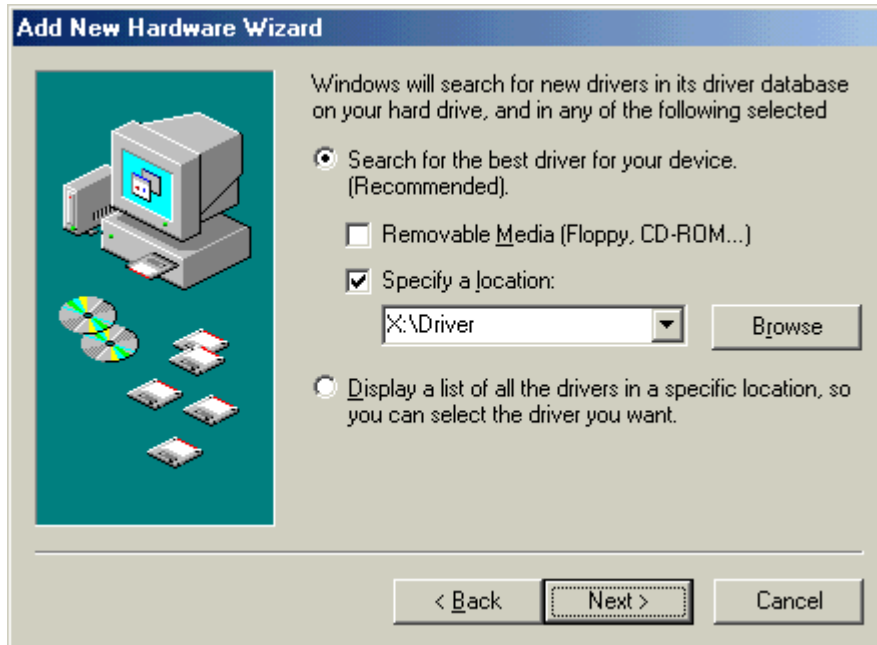 Add New Hardware Wizard
Windows will search for new drivers in its driver database
on your hard drive, and in any of the following selected
Search for the best driver for your device.
(Recommended).
Removable Media (Floppy, CD-ROM...)
Specify a location:
X:\Driver
Browse
Display a list of all the drivers in a specific location, so
you can select the driver you want.
< Back
Next >
Cancel